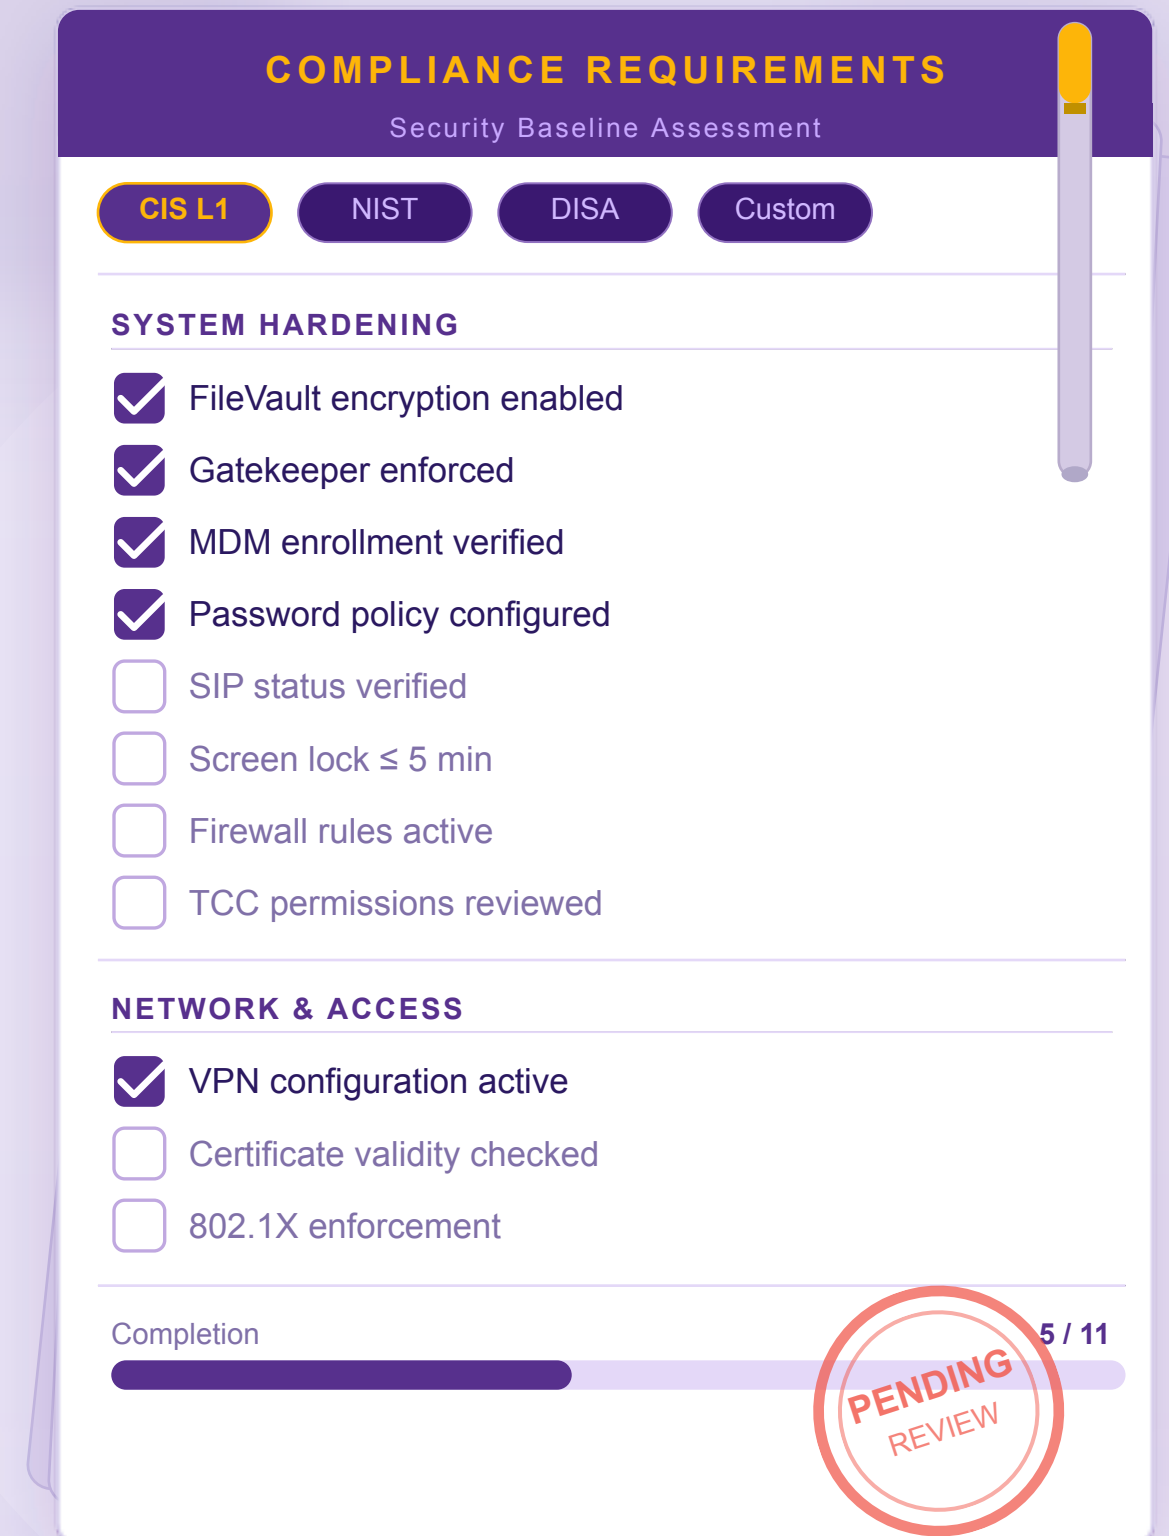 COMPLIANCE REQUIREMENTS
Security Baseline Assessment
CIS L1 NIST DISA Custom
SYSTEM HARDENING
FileVault encryption enabled
Gatekeeper enforced
MDM enrollment verified
Password policy configured
SIP status verified
Screen lock ≤ 5 min
Firewall rules active
TCC permissions reviewed
NETWORK & ACCESS
VPN configuration active
Certificate validity checked
802.1X enforcement
Completion 5 / 11
PENDING
REVIEW